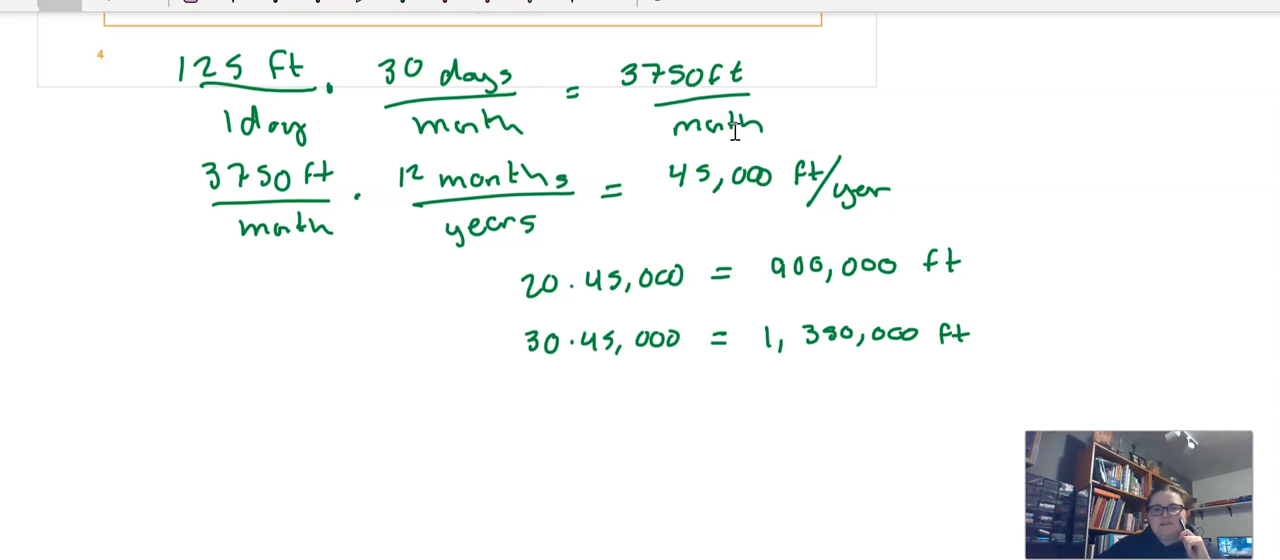 4
125 ft / 1 day · 30 days / month = 3750 ft / month
3750 ft / month · 12 months / years = 45,000 ft/year
20 · 45,000 = 900,000 ft
30 · 45,000 = 1,350,000 ft